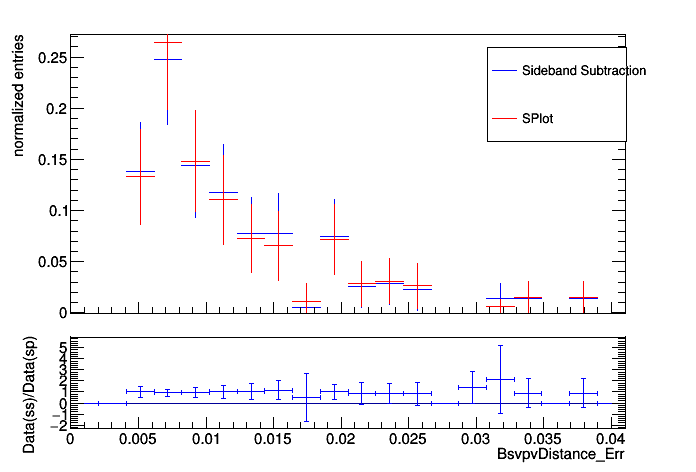 normalized entries
0.25
0.2
0.15
0.1
0.05
0
Sideband Subtraction
SPlot
Data(ss)/Data(sp)
5
4
3
2
1
0
−1
−2
0 0.005 0.01 0.015 0.02 0.025 0.03 0.035 0.04
BsvpvDistance_Err